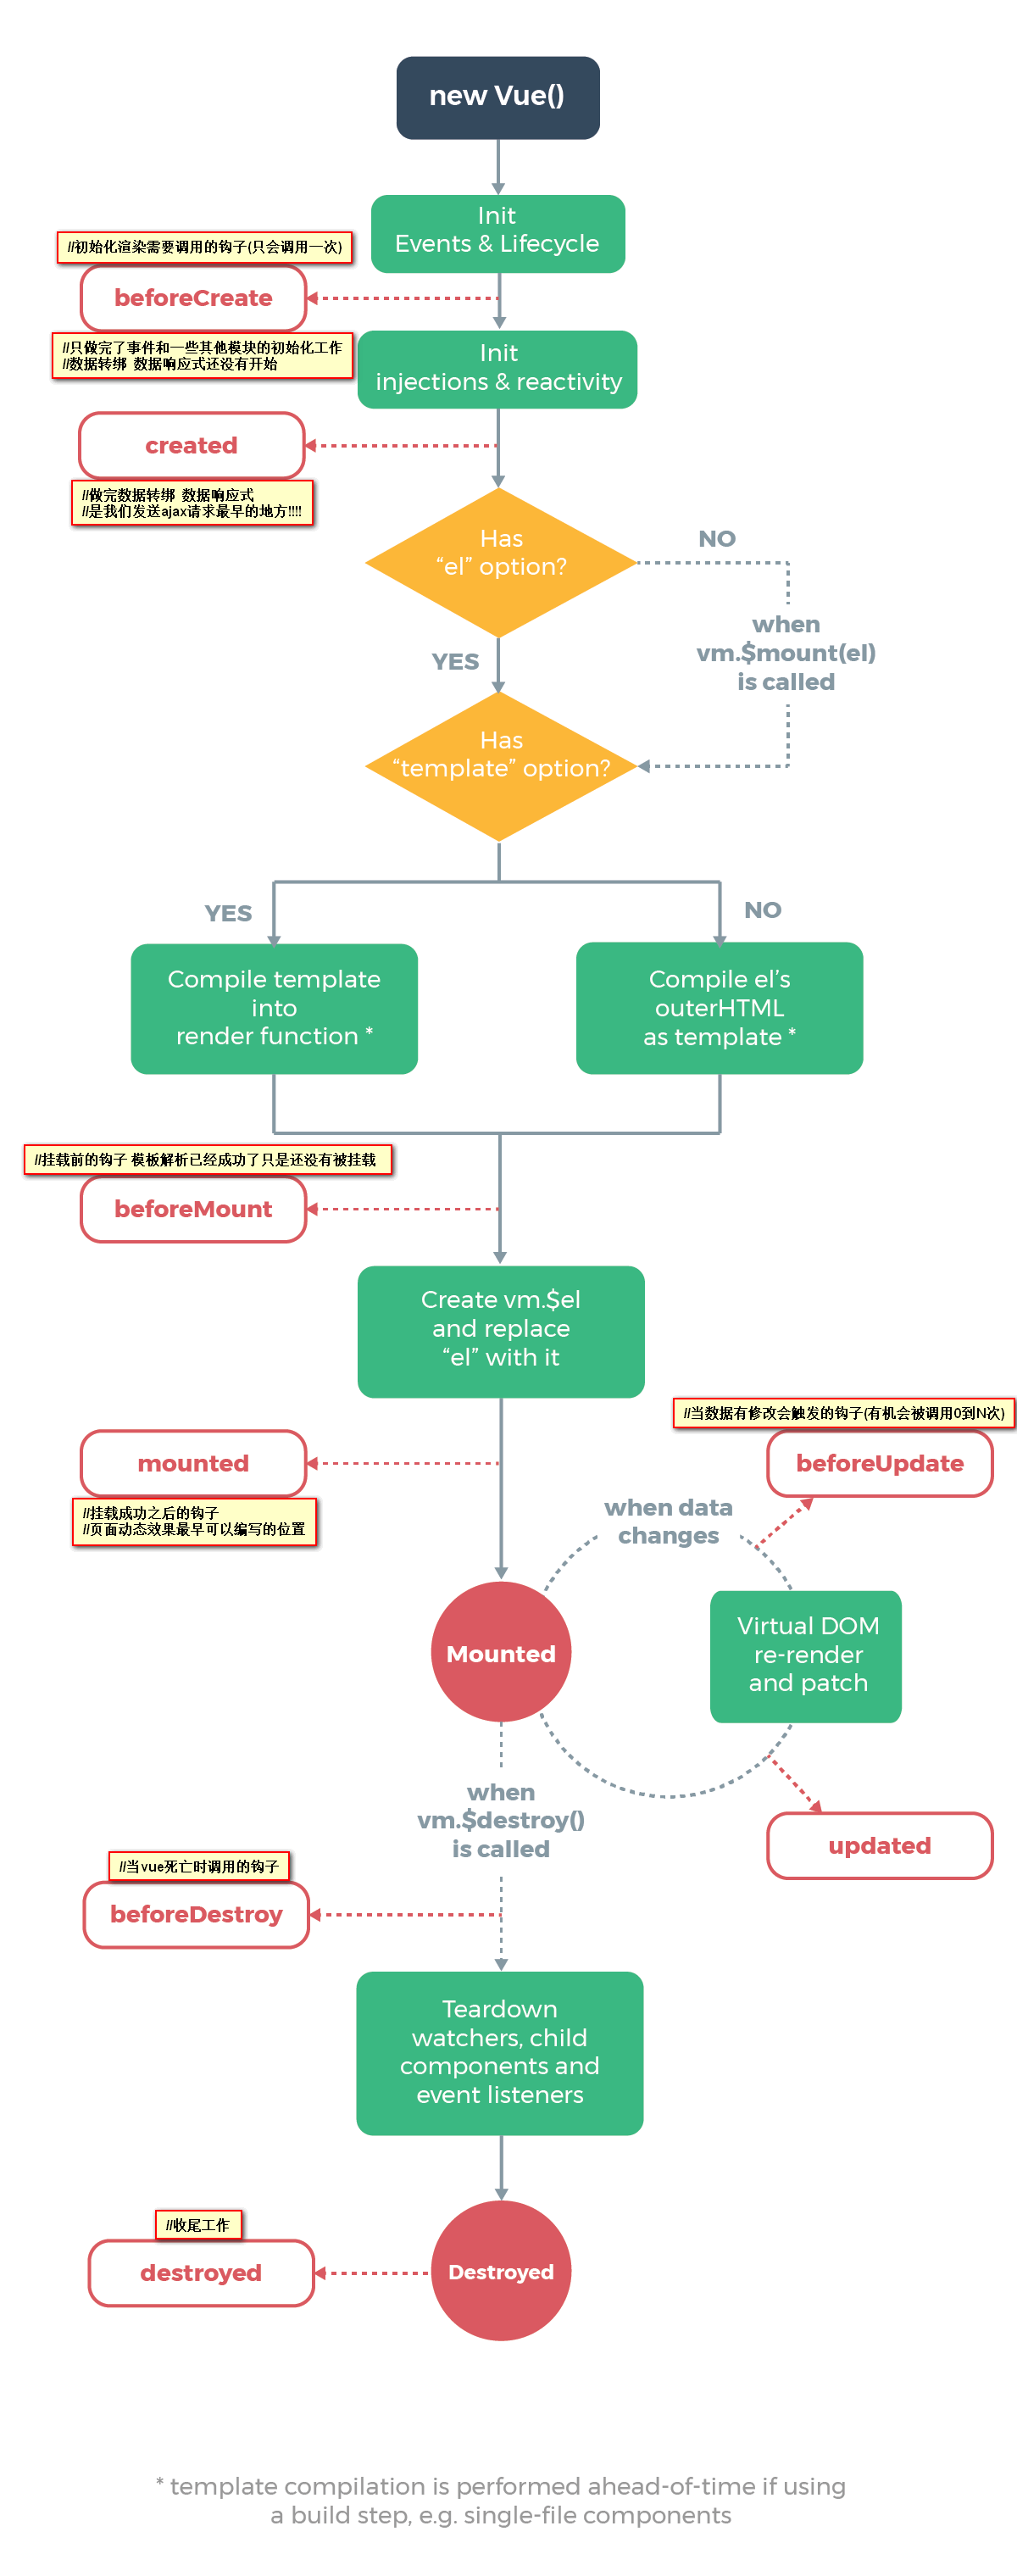 new Vue()
Init
Events & Lifecycle
//初始化渲染需要调用的钩子(只会调用一次)
beforeCreate
//只做完了事件和一些其他模块的初始化工作
//数据转绑 数据响应式还没有开始
Init
injections & reactivity
created
//做完数据转绑 数据响应式
//是我们发送ajax请求最早的地方!!!!
Has
“el” option?
NO
when
vm.$mount(el)
is called
YES
Has
“template” option?
YES
NO
Compile template
into
render function *
Compile el’s
outerHTML
as template *
//挂载前的钩子 模板解析已经成功了只是还没有被挂载
beforeMount
Create vm.$el
and replace
“el” with it
//当数据有修改会触发的钩子(有机会被调用0到N次)
mounted
beforeUpdate
//挂载成功之后的钩子
//页面动态效果最早可以编写的位置
when data
changes
Mounted
Virtual DOM
re-render
and patch
when
vm.$destroy()
is called
updated
//当vue死亡时调用的钩子
beforeDestroy
Teardown
watchers, child
components and
event listeners
//收尾工作
destroyed
Destroyed
* template compilation is performed ahead-of-time if using
a build step, e.g. single-file components